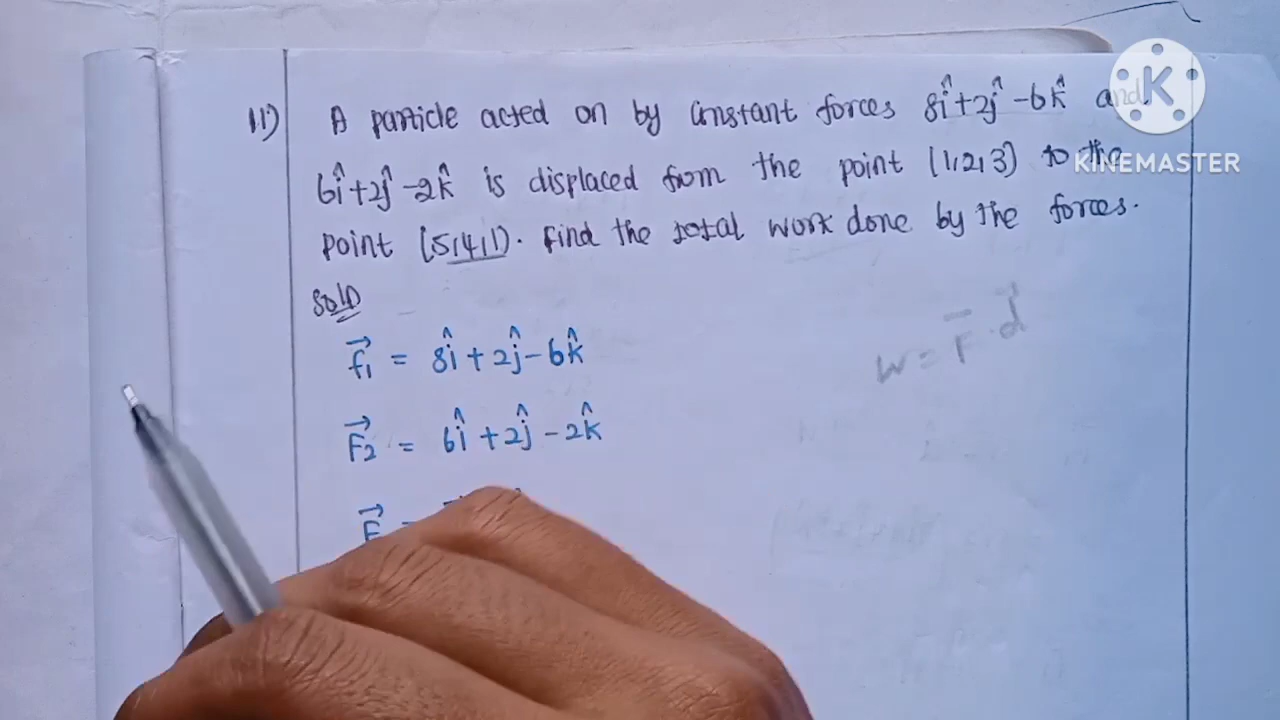 11) A particle acted on by constant forces 8î+2ĵ-6k̂ and
6î+2ĵ-2k̂ is displaced from the point (1,2,3) to the
point (5,4,1). Find the total work done by the forces.
Soln
F⃗₁ = 8î+2ĵ-6k̂
W = F̅.d⃗
F⃗₂ = 6î+2ĵ-2k̂
F⃗ =
KINEMASTER